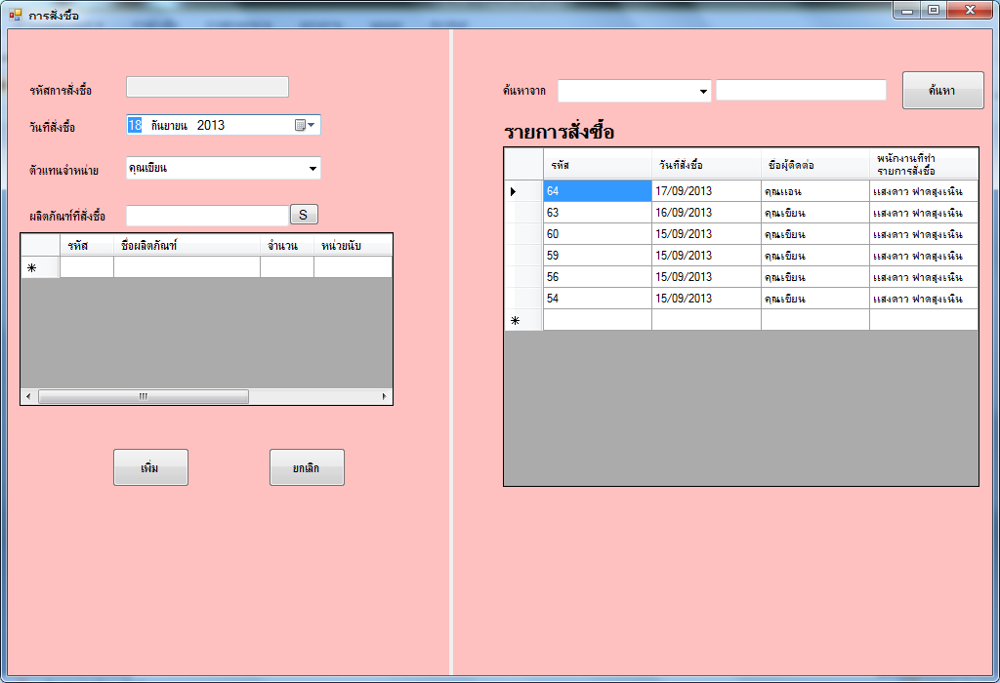 การสั่งซื้อ
รหัสการสั่งซื้อ
วันที่สั่งซื้อ 18 กันยายน 2013
ตัวแทนจำหน่าย คุณเขียน
ผลิตภัณฑ์ที่สั่งซื้อ S
รหัส ชื่อผลิตภัณฑ์ จำนวน หน่วยนับ
เพิ่ม ยกเลิก
ค้นหาจาก ค้นหา
รายการสั่งซื้อ
รหัส วันที่สั่งซื้อ ชื่อผู้ติดต่อ พนักงานที่ทำ
รายการสั่งซื้อ
64 17/09/2013 คุณแอน แสงดาว ฟาดสูงเนิน
63 16/09/2013 คุณเขียน แสงดาว ฟาดสูงเนิน
60 15/09/2013 คุณเขียน แสงดาว ฟาดสูงเนิน
59 15/09/2013 คุณเขียน แสงดาว ฟาดสูงเนิน
56 15/09/2013 คุณเขียน แสงดาว ฟาดสูงเนิน
54 15/09/2013 คุณเขียน แสงดาว ฟาดสูงเนิน